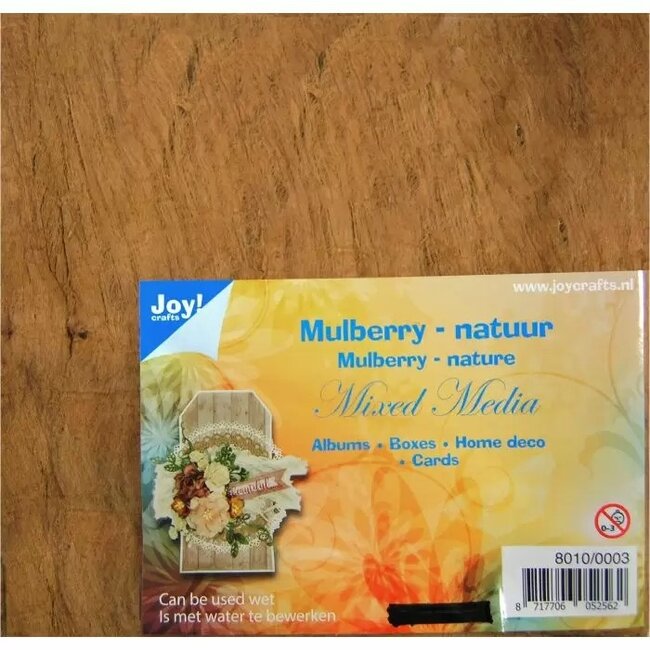 Joy!
crafts
www.joycrafts.nl
Mulberry - natuur
Mulberry - nature
Mixed Media
Albums • Boxes • Home deco
• Cards
0-3
8010/0003
8 717706 052562
Can be used wet
Is met water te bewerken